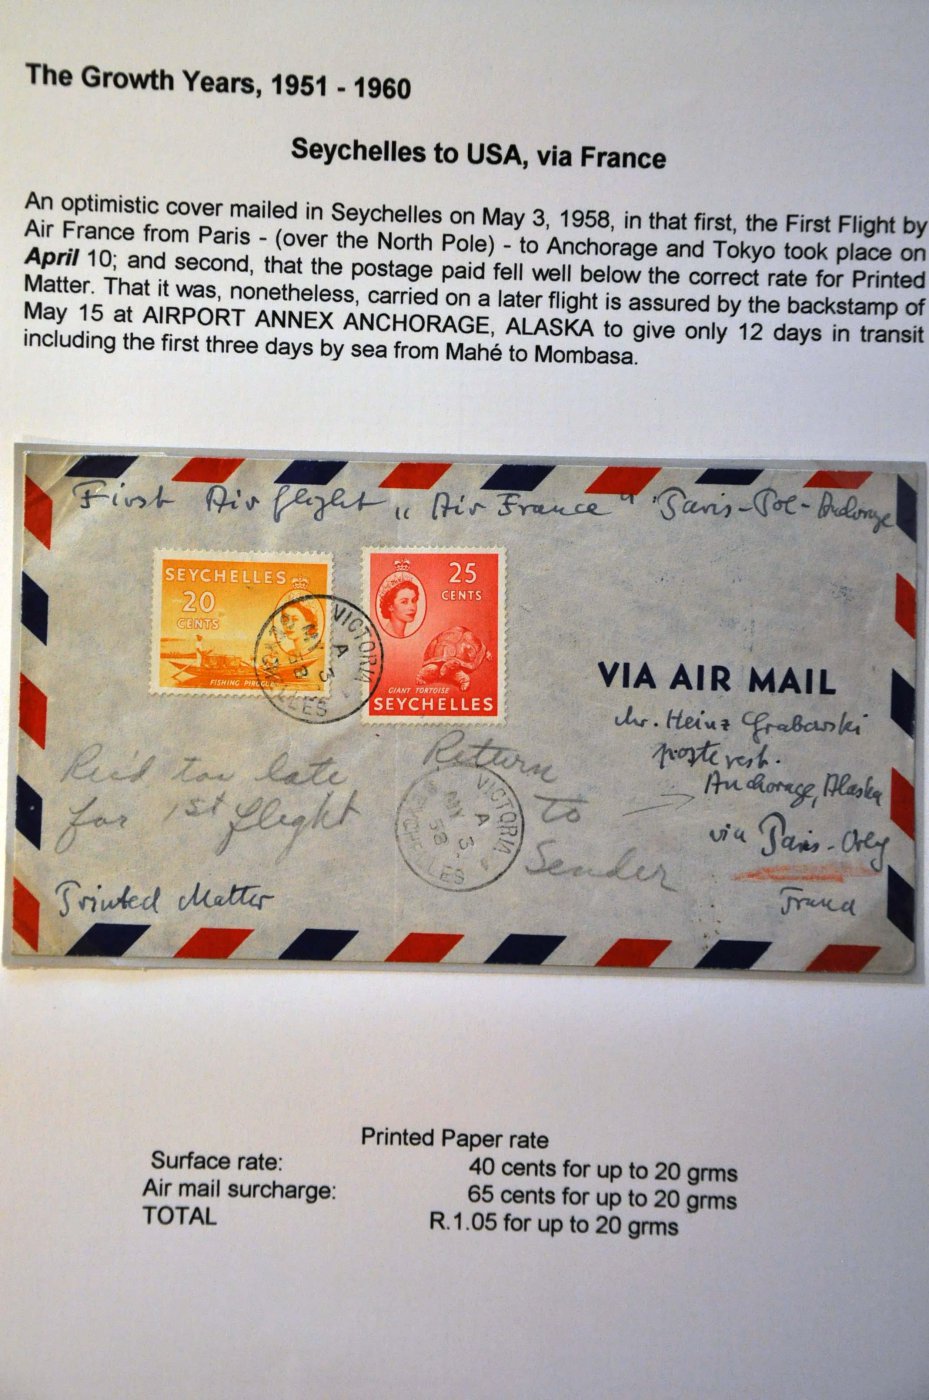 The Growth Years, 1951 - 1960
Seychelles to USA, via France
An optimistic cover mailed in Seychelles on May 3, 1958, in that first, the First Flight by
Air France from Paris - (over the North Pole) - to Anchorage and Tokyo took place on
April 10; and second, that the postage paid fell well below the correct rate for Printed
Matter. That it was, nonetheless, carried on a later flight is assured by the backstamp of
May 15 at AIRPORT ANNEX ANCHORAGE, ALASKA to give only 12 days in transit
including the first three days by sea from Mahé to Mombasa.
First Air flight „Air France" Paris-Pol-Anchorage
SEYCHELLES
20
CENTS
FISHING PIROGUE
25
CENTS
GIANT TORTOISE
SEYCHELLES
VICTORIA
A
MY 3
58
SEYCHELLES
VIA AIR MAIL
Mr. Heinz Grabowski
poste rest.
Anchorage, Alaska
via Paris-Orly
France
Rec'd too late
for 1st flight
Return
to
Sender
VICTORIA
A
MY 3
58
SEYCHELLES
Printed Matter
Printed Paper rate
Surface rate: 40 cents for up to 20 grms
Air mail surcharge: 65 cents for up to 20 grms
TOTAL R.1.05 for up to 20 grms